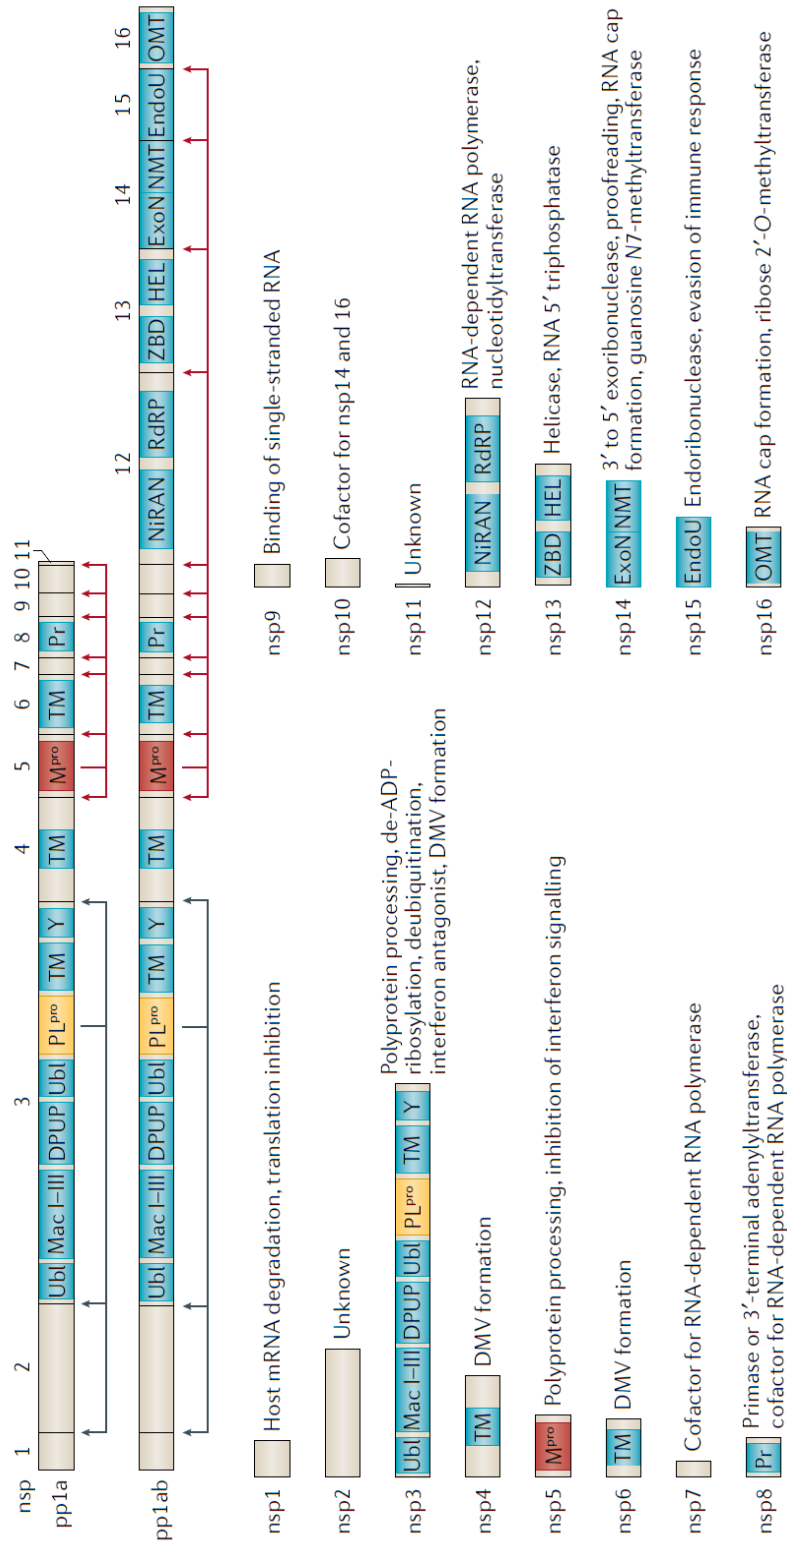 nsp 1 2 3 4 5 6 7 8 9 10 11
pp1a Ubl Mac I–III DPUP Ubl PLpro TM Y TM Mpro TM Pr
12 13 14 15 16
pp1ab Ubl Mac I–III DPUP Ubl PLpro TM Y TM Mpro TM Pr NiRAN RdRP ZBD HEL ExoN NMT EndoU OMT
nsp1 Host mRNA degradation, translation inhibition
nsp2 Unknown
nsp3 Ubl Mac I–III DPUP Ubl PLpro TM Y
Polyprotein processing, de-ADP-
ribosylation, deubiquitination,
interferon antagonist, DMV formation
nsp4 TM DMV formation
nsp5 Mpro Polyprotein processing, inhibition of interferon signalling
nsp6 TM DMV formation
nsp7 Cofactor for RNA-dependent RNA polymerase
nsp8 Pr Primase or 3′-terminal adenylyltransferase,
cofactor for RNA-dependent RNA polymerase
nsp9 Binding of single-stranded RNA
nsp10 Cofactor for nsp14 and 16
nsp11 Unknown
nsp12 NiRAN RdRP RNA-dependent RNA polymerase,
nucleotidyltransferase
nsp13 ZBD HEL Helicase, RNA 5′ triphosphatase
nsp14 ExoN NMT 3′ to 5′ exoribonuclease, proofreading, RNA cap
formation, guanosine N7-methyltransferase
nsp15 EndoU Endoribonuclease, evasion of immune response
nsp16 OMT RNA cap formation, ribose 2′-O-methyltransferase